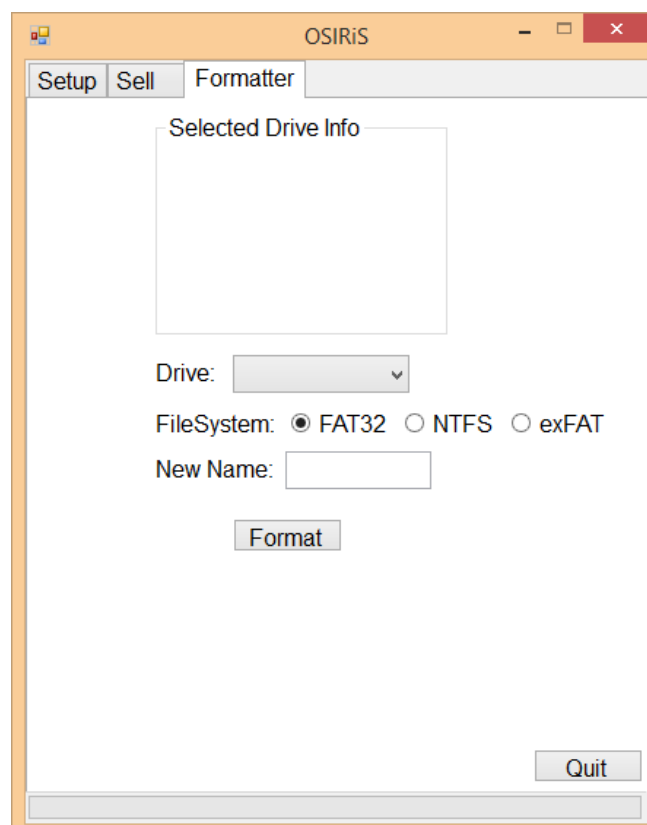 OSIRiS
Setup Sell Formatter
Selected Drive Info
Drive:
FileSystem: FAT32 NTFS exFAT
New Name:
Format
Quit